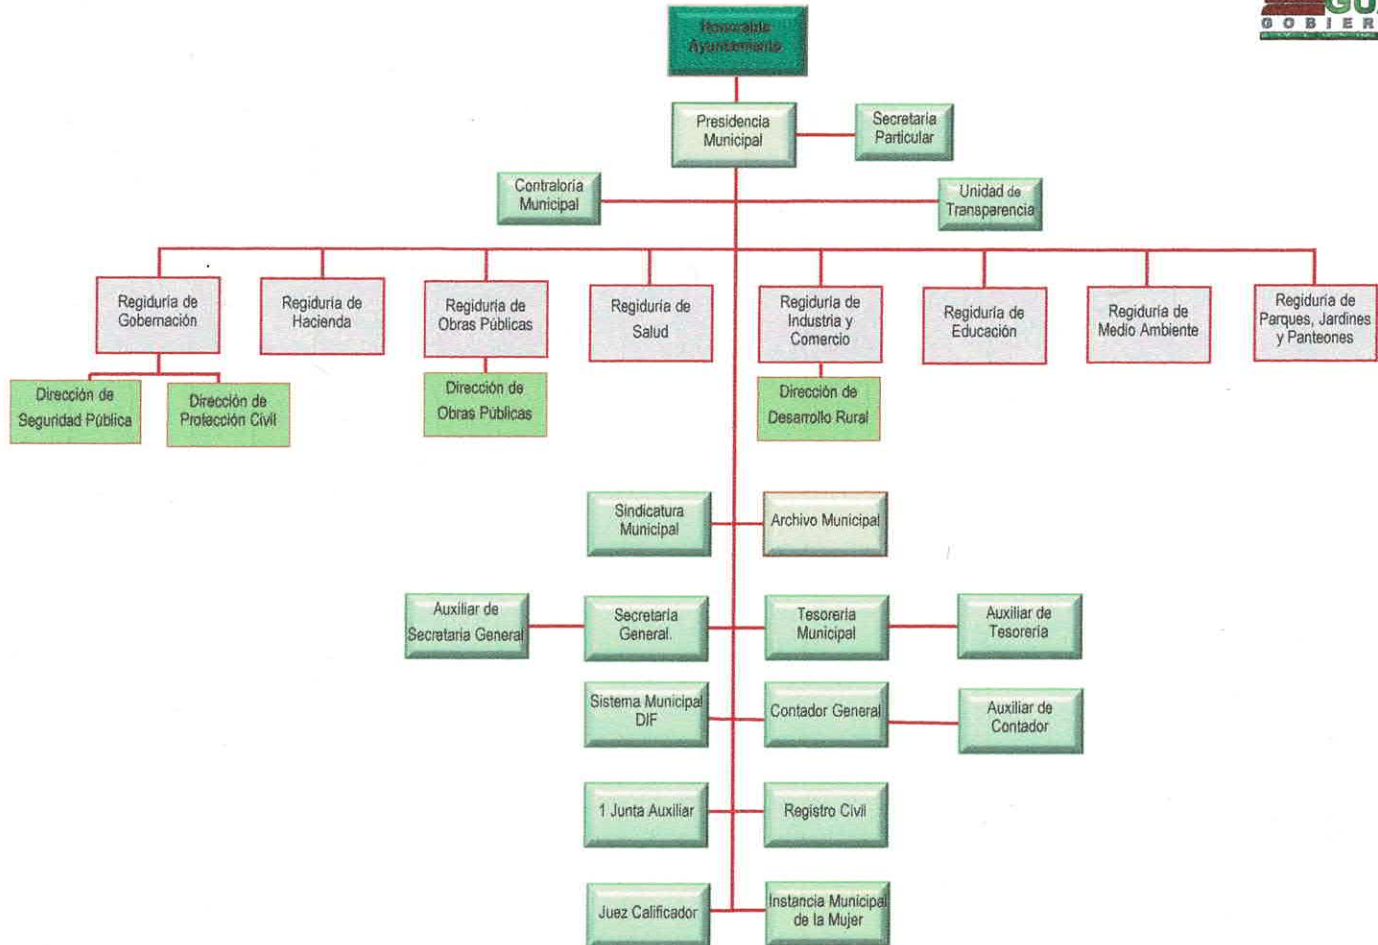 Honorable
Ayuntamiento
GOBIER
Presidencia
Municipal
Secretaria
Particular
Contraloría
Municipal
Unidad de
Transparencia
Regiduría de
Gobernación
Regiduría de
Hacienda
Regiduría de
Obras Públicas
Regiduría de
Salud
Regiduría de
Industria y
Comercio
Regiduría de
Educación
Regiduría de
Medio Ambiente
Regiduría de
Parques, Jardines
y Panteones
Dirección de
Seguridad Pública
Dirección de
Protección Civil
Dirección de
Obras Públicas
Dirección de
Desarrollo Rural
Sindicatura
Municipal
Archivo Municipal
Auxiliar de
Secretaria General
Secretaría
General.
Tesorería
Municipal
Auxiliar de
Tesorería
Sistema Municipal
DIF
Contador General
Auxiliar de
Contador
1 Junta Auxiliar
Registro Civil
Juez Calificador
Instancia Municipal
de la Mujer